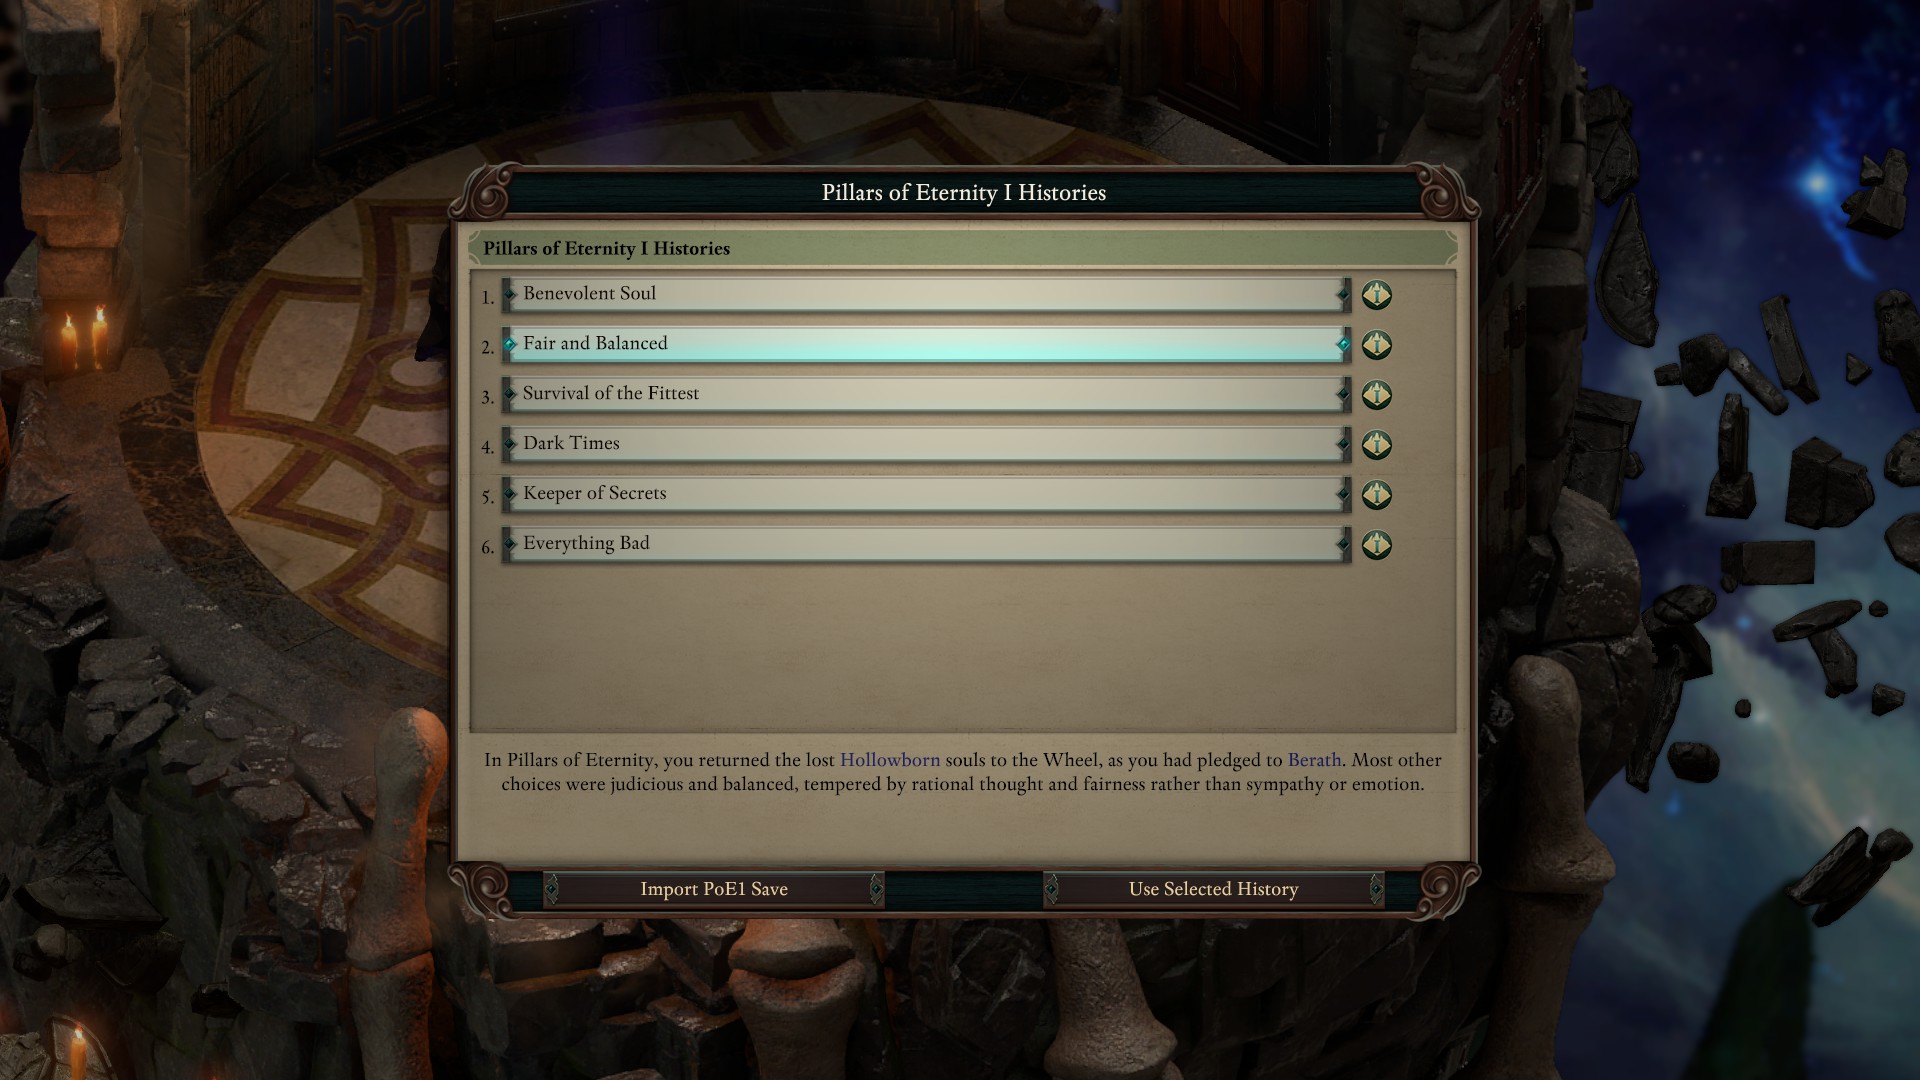 Pillars of Eternity I Histories
Pillars of Eternity I Histories
1. Benevolent Soul
2. Fair and Balanced
3. Survival of the Fittest
4. Dark Times
5. Keeper of Secrets
6. Everything Bad
In Pillars of Eternity, you returned the lost Hollowborn souls to the Wheel, as you had pledged to Berath. Most other
choices were judicious and balanced, tempered by rational thought and fairness rather than sympathy or emotion.
Import PoE1 Save
Use Selected History